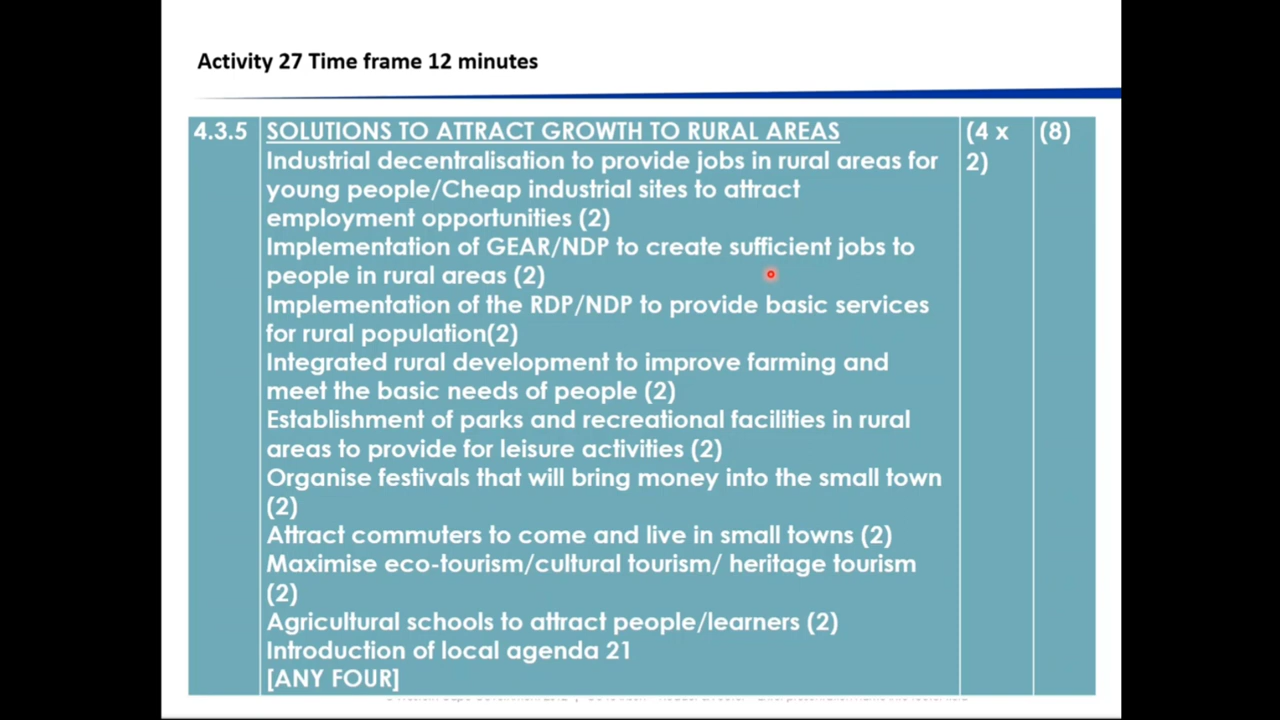 Activity 27 Time frame 12 minutes
4.3.5 SOLUTIONS TO ATTRACT GROWTH TO RURAL AREAS (4 x (8)
Industrial decentralisation to provide jobs in rural areas for 2)
young people/Cheap industrial sites to attract
employment opportunities (2)
Implementation of GEAR/NDP to create sufficient jobs to
people in rural areas (2)
Implementation of the RDP/NDP to provide basic services
for rural population(2)
Integrated rural development to improve farming and
meet the basic needs of people (2)
Establishment of parks and recreational facilities in rural
areas to provide for leisure activities (2)
Organise festivals that will bring money into the small town
(2)
Attract commuters to come and live in small towns (2)
Maximise eco-tourism/cultural tourism/ heritage tourism
(2)
Agricultural schools to attract people/learners (2)
Introduction of local agenda 21
[ANY FOUR]